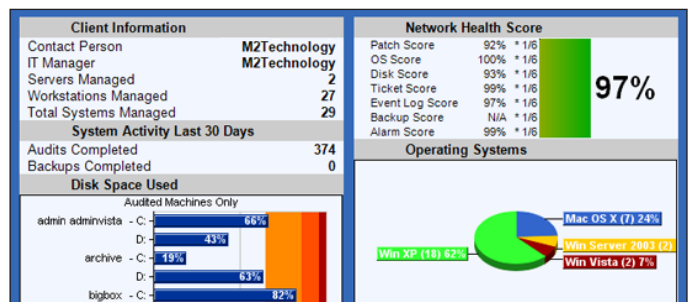 Client Information
Contact Person M2Technology
IT Manager M2Technology
Servers Managed 2
Workstations Managed 27
Total Systems Managed 29
System Activity Last 30 Days
Audits Completed 374
Backups Completed 0
Disk Space Used
Audited Machines Only
admin adminvista - C: 66%
D: 43%
archive - C: 19%
D: 63%
bigbox - C: 82%
Network Health Score
Patch Score 92% * 1/6
OS Score 100% * 1/6
Disk Score 93% * 1/6
Ticket Score 99% * 1/6
Event Log Score 97% * 1/6
Backup Score N/A * 1/6
Alarm Score 99% * 1/6
97%
Operating Systems
Mac OS X (7) 24%
Win Server 2003 (2)
Win XP (18) 62%
Win Vista (2) 7%